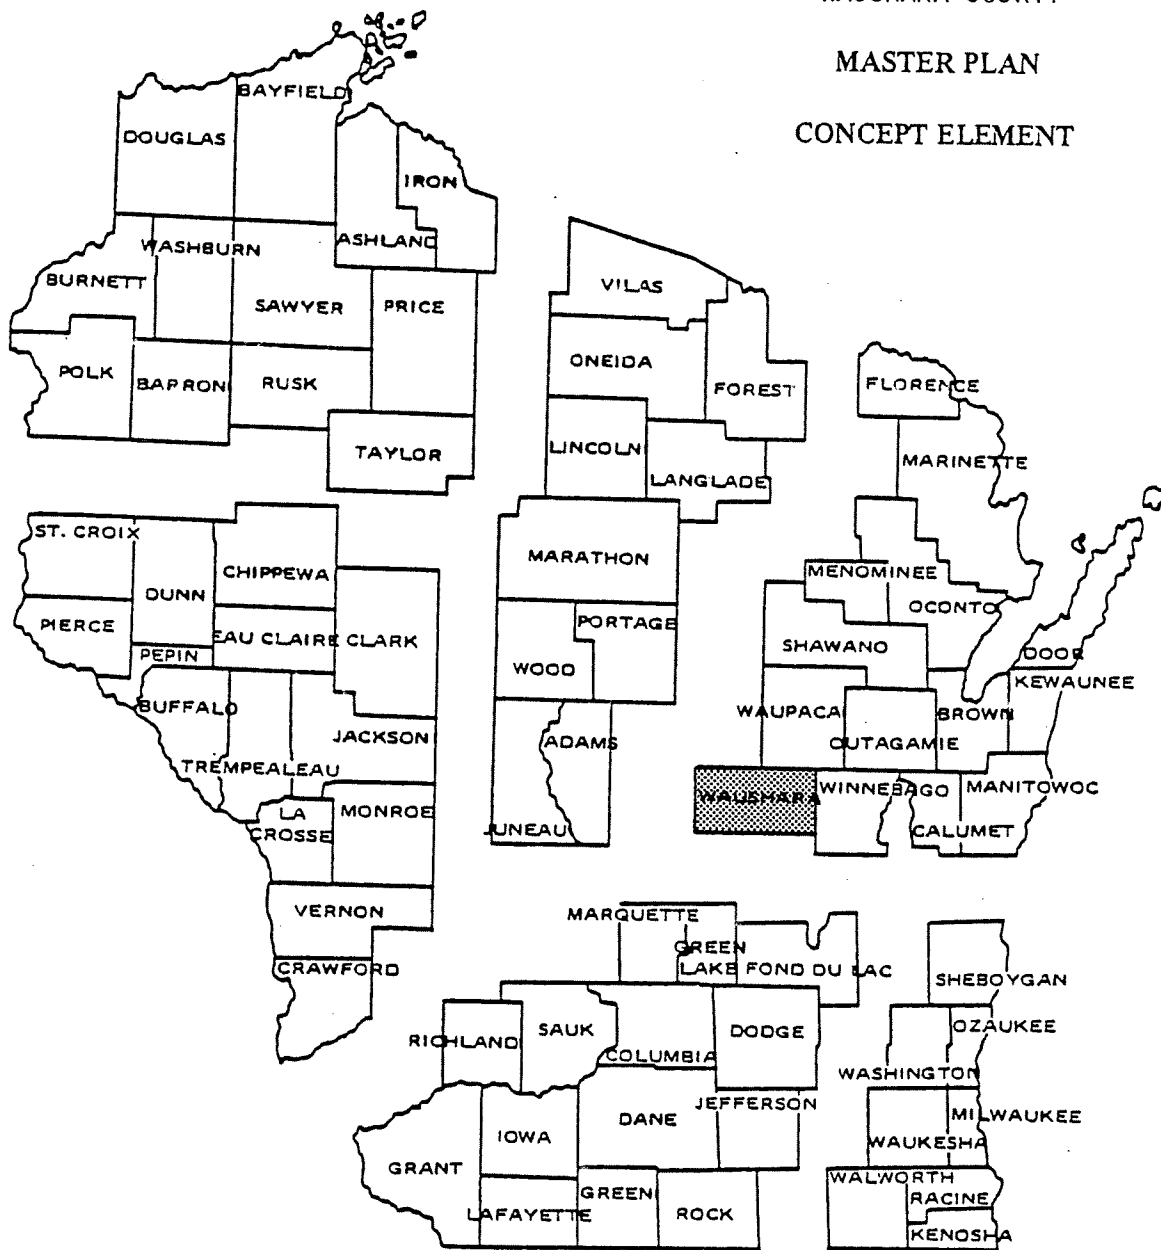 MASTER PLAN
CONCEPT ELEMENT
BAYFIELD
DOUGLAS
IRON
WASHBURN
ASHLAND
BURNETT
SAWYER
PRICE
VILAS
POLK
BAPRON
RUSK
ONEIDA
FOREST
FLORENCE
TAYLOR
LINCOLN
LANGLADE
MARINETTE
ST. CROIX
CHIPPEWA
DUNN
MARATHON
MENOMINEE
OCONTO
PIERCE
EAU CLAIRE
CLARK
PORTAGE
PEPIN
WOOD
SHAWANO
DOOR
KEWAUNEE
BUFFALO
JACKSON
ADAMS
WAUPACA
BROWN
OUTAGAMIE
TREMPEALEAU
WAUSHARA
WINNEBAGO
MANITOWOC
LA
CROSSE
MONROE
JUNEAU
CALUMET
VERNON
MARQUETTE
GREEN
LAKE
FOND DU LAC
CRAWFORD
SHEBOYGAN
RICHLAND
SAUK
COLUMBIA
DODGE
OZAUKEE
WASHINGTON
JEFFERSON
MILWAUKEE
IOWA
DANE
WAUKESHA
GRANT
WALWORTH
RACINE
LAFAYETTE
GREEN
ROCK
KENOSHA